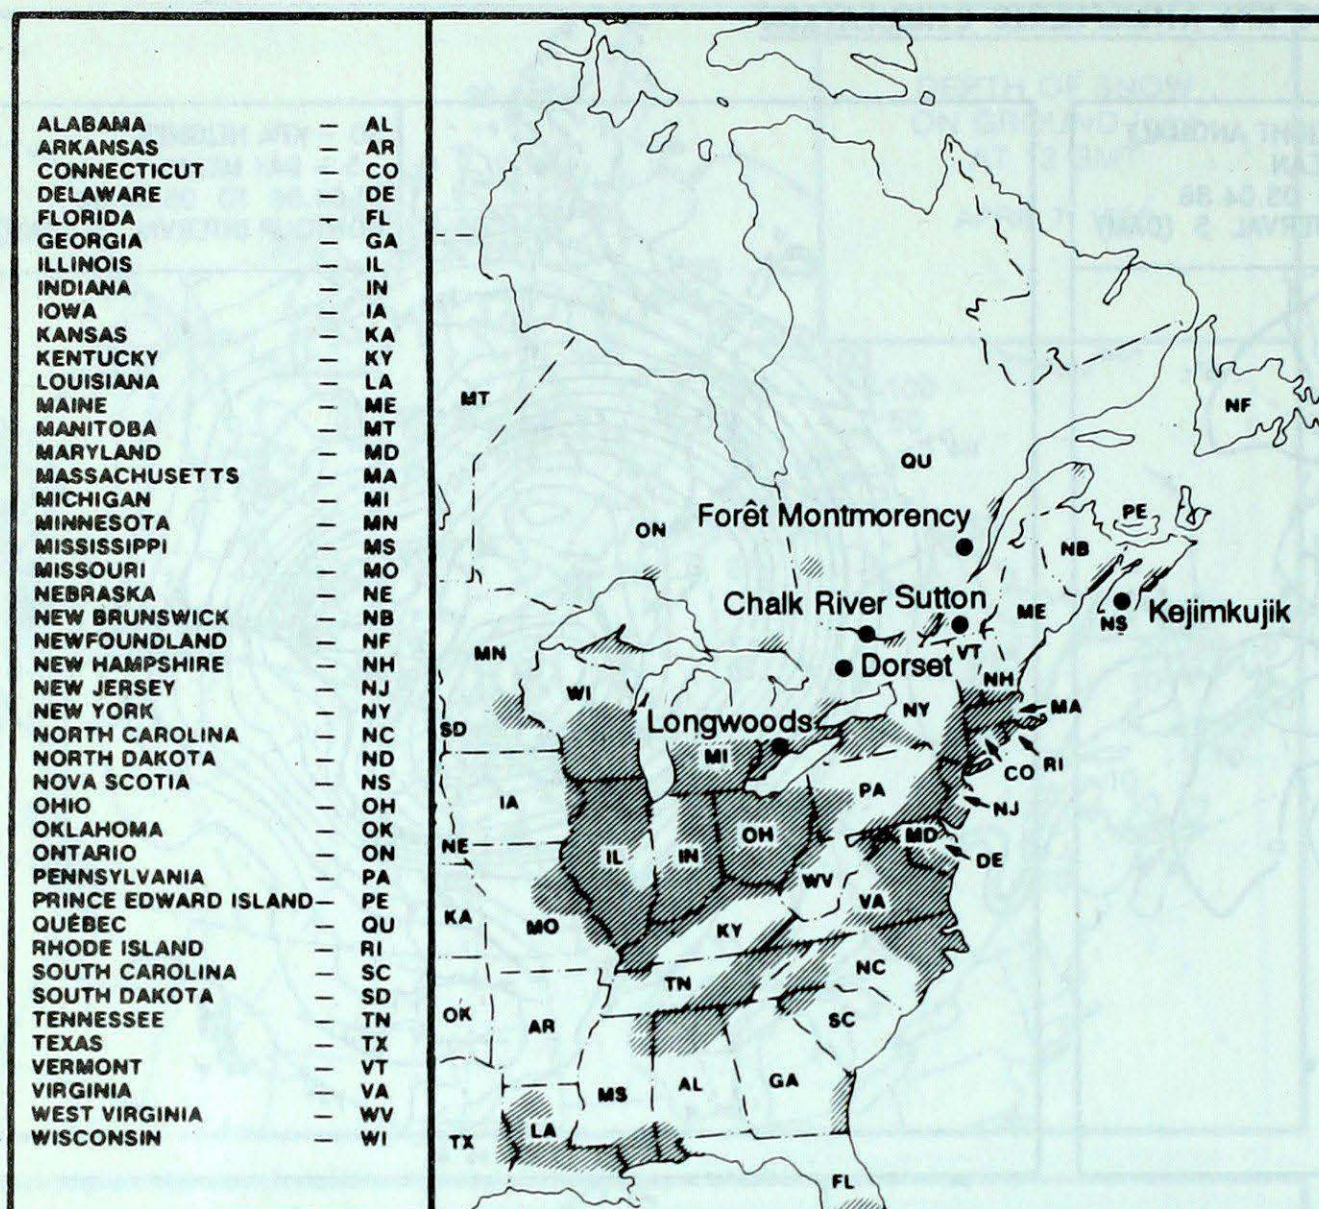 ALABAMA — AL
ARKANSAS — AR
CONNECTICUT — CO
DELAWARE — DE
FLORIDA — FL
GEORGIA — GA
ILLINOIS — IL
INDIANA — IN
IOWA — IA
KANSAS — KA
KENTUCKY — KY
LOUISIANA — LA
MAINE — ME
MANITOBA — MT
MARYLAND — MD
MASSACHUSETTS — MA
MICHIGAN — MI
MINNESOTA — MN
MISSISSIPPI — MS
MISSOURI — MO
NEBRASKA — NE
NEW BRUNSWICK — NB
NEWFOUNDLAND — NF
NEW HAMPSHIRE — NH
NEW JERSEY — NJ
NEW YORK — NY
NORTH CAROLINA — NC
NORTH DAKOTA — ND
NOVA SCOTIA — NS
OHIO — OH
OKLAHOMA — OK
ONTARIO — ON
PENNSYLVANIA — PA
PRINCE EDWARD ISLAND — PE
QUÉBEC — QU
RHODE ISLAND — RI
SOUTH CAROLINA — SC
SOUTH DAKOTA — SD
TENNESSEE — TN
TEXAS — TX
VERMONT — VT
VIRGINIA — VA
WEST VIRGINIA — WV
WISCONSIN — WI
MT
NF
QU
Forêt Montmorency
PE
ON
NB
Chalk River
Sutton
ME
NS
Kejimkujik
MN
VT
Dorset
NH
WI
NY
MA
SD
Longwoods
MI
CO
RI
IA
PA
NJ
NE
IL
IN
OH
MD
DE
WV
KA
MO
KY
VA
TN
NC
OK
AR
SC
MS
AL
GA
TX
LA
FL